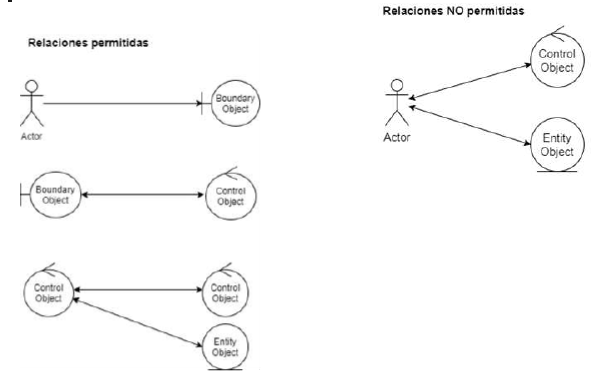 Relaciones permitidas
Actor
Boundary
Object
Boundary
Object
Control
Object
Control
Object
Control
Object
Entity
Object
Relaciones NO permitidas
Actor
Control
Object
Entity
Object